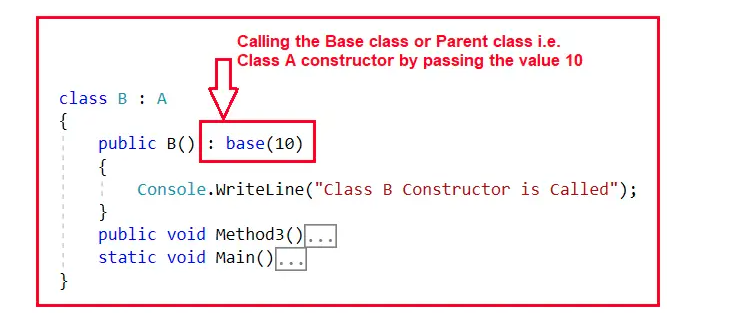 Calling the Base class or Parent class i.e.
Class A constructor by passing the value 10
class B : A
{
public B() : base(10)
{
Console.WriteLine("Class B Constructor is Called");
}
public void Method3()...
static void Main()...
}